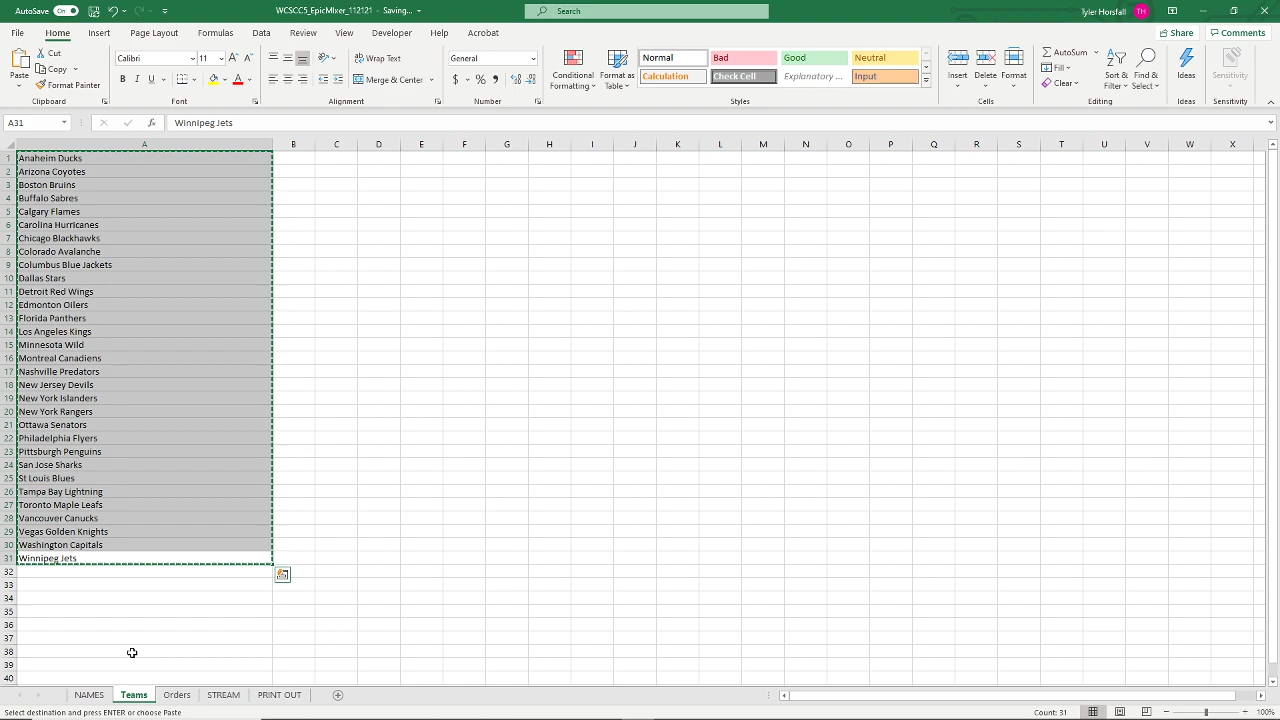 AutoSave On WCSCC5_EpicMixer_112121 - Saving... Search Tyler Horsfall TH
File Home Insert Page Layout Formulas Data Review View Developer Help Acrobat Share Comments
Paste Cut Copy Format Painter Clipboard
Calibri 11 B I U Font
Wrap Text Merge & Center Alignment
General $ % , Number
Conditional Formatting Format as Table
Normal Bad Good Neutral Calculation Check Cell Explanatory ... Input Styles
Insert Delete Format Cells
AutoSum Fill Clear Sort & Filter Find & Select Editing
Ideas Ideas
Sensitivity Sensitivity
A31 fx Winnipeg Jets
A B C D E F G H I J K L M N O P Q R S T U V W X
1 Anaheim Ducks
2 Arizona Coyotes
3 Boston Bruins
4 Buffalo Sabres
5 Calgary Flames
6 Carolina Hurricanes
7 Chicago Blackhawks
8 Colorado Avalanche
9 Columbus Blue Jackets
10 Dallas Stars
11 Detroit Red Wings
12 Edmonton Oilers
13 Florida Panthers
14 Los Angeles Kings
15 Minnesota Wild
16 Montreal Canadiens
17 Nashville Predators
18 New Jersey Devils
19 New York Islanders
20 New York Rangers
21 Ottawa Senators
22 Philadelphia Flyers
23 Pittsburgh Penguins
24 San Jose Sharks
25 St Louis Blues
26 Tampa Bay Lightning
27 Toronto Maple Leafs
28 Vancouver Canucks
29 Vegas Golden Knights
30 Washington Capitals
31 Winnipeg Jets
32
33
34
35
36
37
38
39
40
NAMES Teams Orders STREAM PRINT OUT
Select destination and press ENTER or choose Paste Count: 31 100%